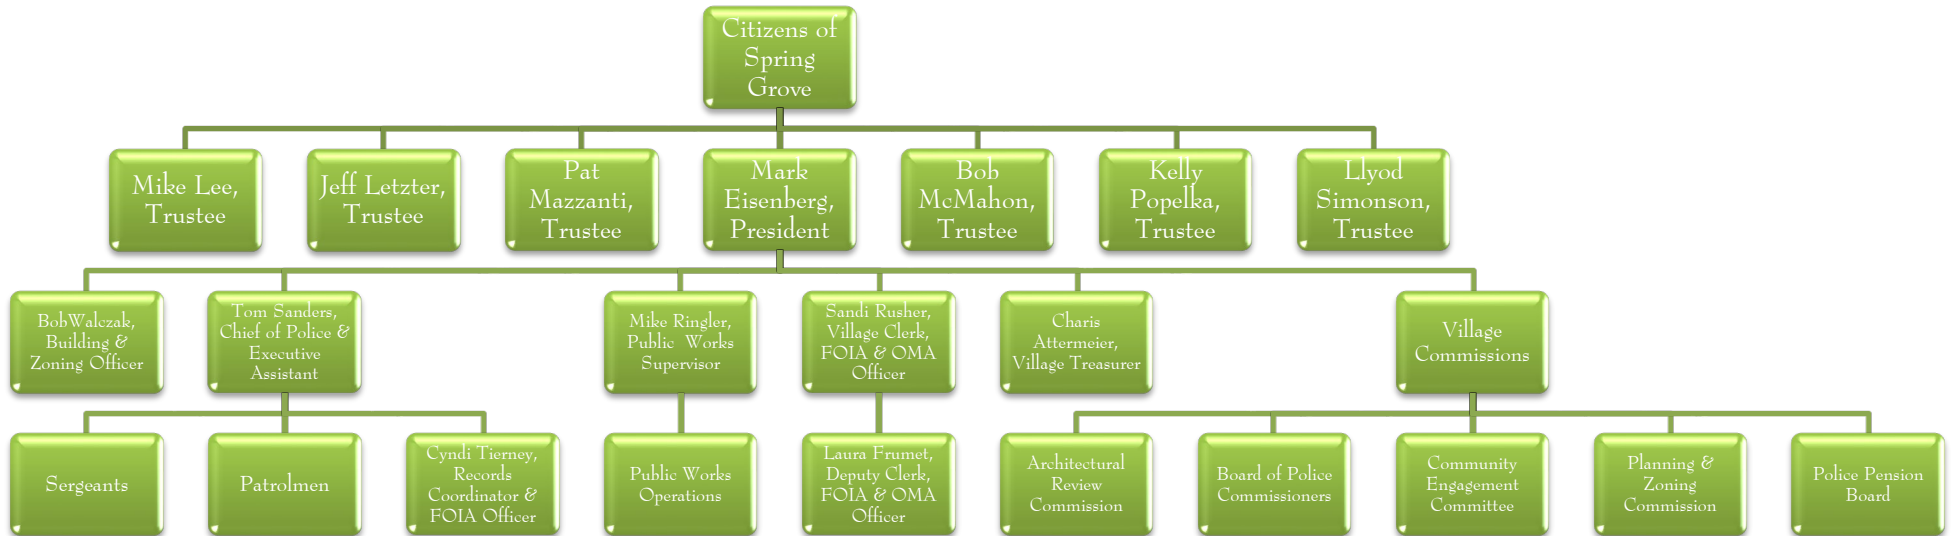 Citizens of
Spring
Grove
Mike Lee,
Trustee
Jeff Letzter,
Trustee
Pat
Mazzanti,
Trustee
Mark
Eisenberg,
President
Bob
McMahon,
Trustee
Kelly
Popelka,
Trustee
Llyod
Simonson,
Trustee
BobWalczak,
Building &
Zoning Officer
Tom Sanders,
Chief of Police &
Executive
Assistant
Mike Ringler,
Public Works
Supervisor
Sandi Rusher,
Village Clerk,
FOIA & OMA
Officer
Charis
Attermeier,
Village Treasurer
Village
Commissions
Sergeants
Patrolmen
Cyndi Tierney,
Records
Coordinator &
FOIA Officer
Public Works
Operations
Laura Frumet,
Deputy Clerk,
FOIA & OMA
Officer
Architectural
Review
Commission
Board of Police
Commissioners
Community
Engagement
Committee
Planning &
Zoning
Commission
Police Pension
Board